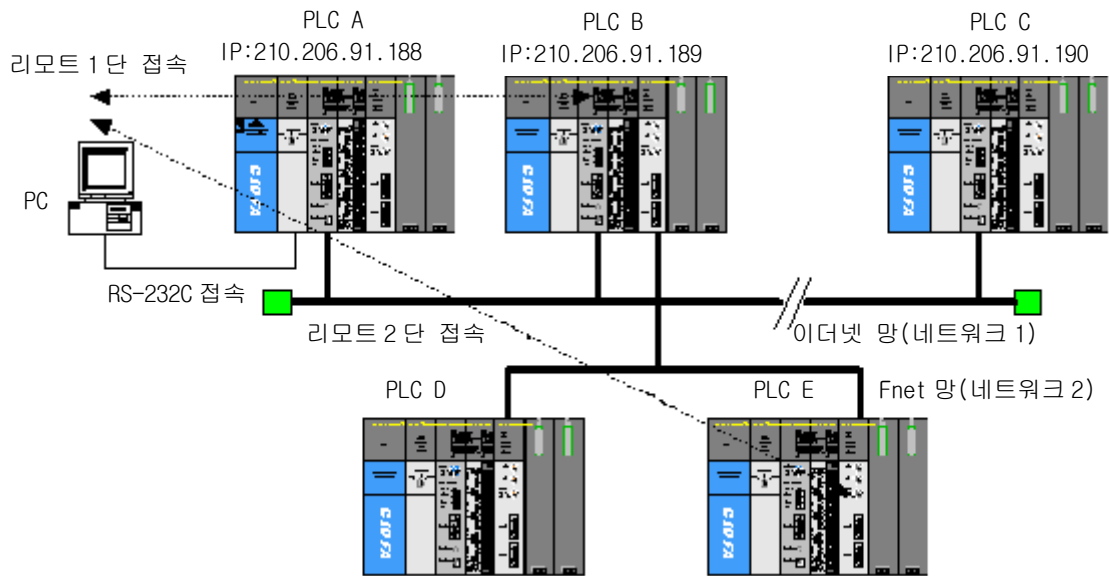 PLC A
IP:210.206.91.188
PLC B
IP:210.206.91.189
PLC C
IP:210.206.91.190
리모트 1 단 접속
PC
RS-232C 접속
리모트 2 단 접속
이더넷 망(네트워크 1)
PLC D
PLC E
Fnet 망(네트워크 2)